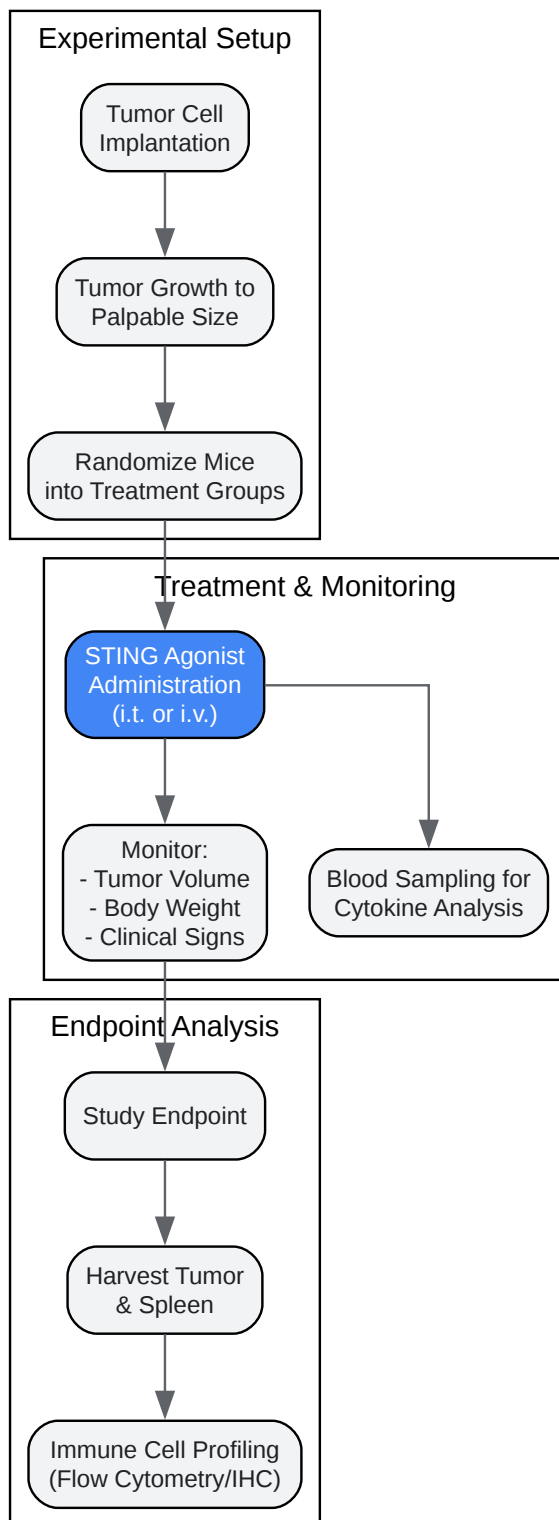 Experimental Setup
Tumor Cell
Implantation
Tumor Growth to
Palpable Size
Randomize Mice
into Treatment Groups
Treatment & Monitoring
STING Agonist
Administration
(i.t. or i.v.)
Monitor:
- Tumor Volume
- Body Weight
- Clinical Signs
Blood Sampling for
Cytokine Analysis
Endpoint Analysis
Study Endpoint
Harvest Tumor
& Spleen
Immune Cell Profiling
(Flow Cytometry/IHC)